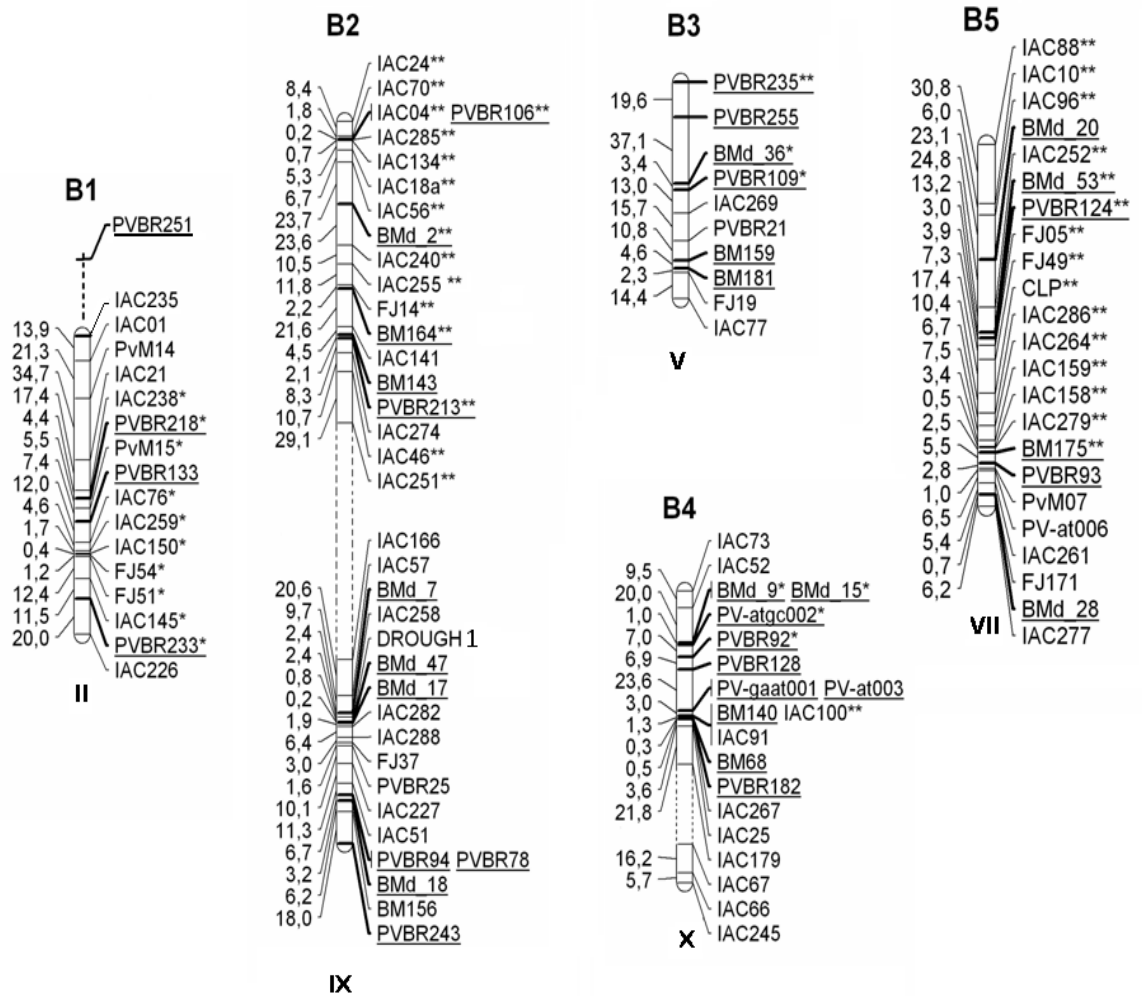 B1
PVBR251
IAC235
IAC01
PvM14
IAC21
IAC238*
PVBR218*
PvM15*
PVBR133
IAC76*
IAC259*
IAC150*
FJ54*
FJ51*
IAC145*
PVBR233*
IAC226
13,9
21,3
34,7
17,4
4,4
5,5
7,4
12,0
4,6
1,7
0,4
1,2
12,4
11,5
20,0
II
B2
IAC24**
IAC70**
IAC04** PVBR106**
IAC285**
IAC134**
IAC18a**
IAC56**
BMd_2**
IAC240**
IAC255 **
FJ14**
BM164**
IAC141
BM143
PVBR213**
IAC274
IAC46**
IAC251**
8,4
1,8
0,2
0,7
5,3
6,7
23,7
23,6
10,5
11,8
2,2
21,6
4,5
2,1
8,3
10,7
29,1
IAC166
IAC57
BMd_7
IAC258
DROUGH1
BMd_47
BMd_17
IAC282
IAC288
FJ37
PVBR25
IAC227
IAC51
PVBR94 PVBR78
BMd_18
BM156
PVBR243
20,6
9,7
2,4
2,4
0,8
0,2
1,9
6,4
3,0
1,6
10,1
11,3
6,7
3,2
6,2
18,0
IX
B3
PVBR235**
PVBR255
BMd_36*
PVBR109*
IAC269
PVBR21
BM159
BM181
FJ19
IAC77
19,6
37,1
3,4
13,0
15,7
10,8
4,6
2,3
14,4
V
B4
IAC73
IAC52
BMd_9* BMd_15*
PV-atgc002*
PVBR92*
PVBR128
PV-gaat001 PV-at003
BM140 IAC100**
IAC91
BM68
PVBR182
IAC267
IAC25
IAC179
IAC67
IAC66
IAC245
9,5
20,0
1,0
7,0
6,9
23,6
3,0
1,3
0,3
0,5
3,6
21,8
16,2
5,7
X
B5
IAC88**
IAC10**
IAC96**
BMd_20
IAC252**
BMd_53**
PVBR124**
FJ05**
FJ49**
CLP**
IAC286**
IAC264**
IAC159**
IAC158**
IAC279**
BM175**
PVBR93
PvM07
PV-at006
IAC261
FJ171
BMd_28
IAC277
30,8
6,0
23,1
24,8
13,2
3,0
3,9
7,3
17,4
10,4
6,7
7,5
3,4
0,5
2,5
5,5
2,8
1,0
6,5
5,4
0,7
6,2
VII